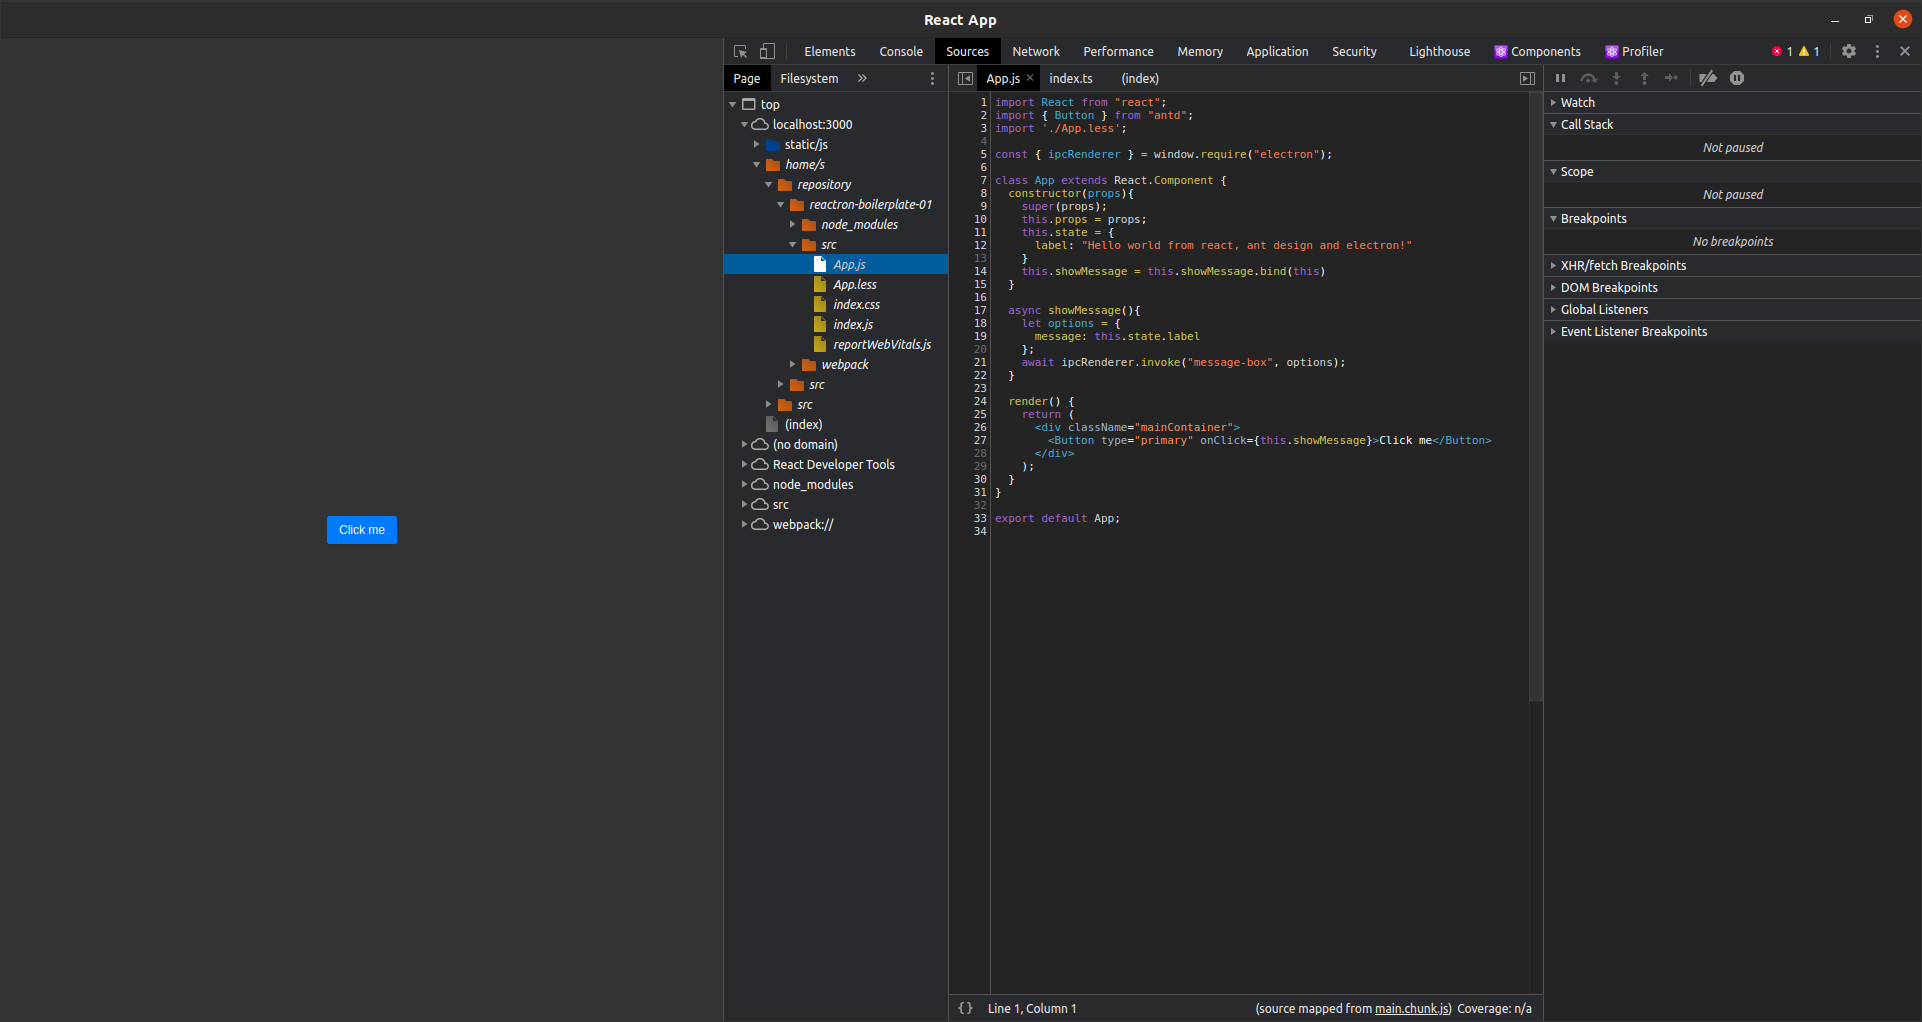 React App
Elements Console Sources Network Performance Memory Application Security Lighthouse Components Profiler 1 1
Page Filesystem »
App.js × index.ts (index)
top
localhost:3000
static/js
home/s
repository
reactron-boilerplate-01
node_modules
src
App.js
App.less
index.css
index.js
reportWebVitals.js
webpack
src
src
(index)
(no domain)
React Developer Tools
node_modules
src
webpack://
Click me
1 import React from "react";
2 import { Button } from "antd";
3 import './App.less';
4
5 const { ipcRenderer } = window.require("electron");
6
7 class App extends React.Component {
8 constructor(props){
9 super(props);
10 this.props = props;
11 this.state = {
12 label: "Hello world from react, ant design and electron!"
13 }
14 this.showMessage = this.showMessage.bind(this)
15 }
16
17 async showMessage(){
18 let options = {
19 message: this.state.label
20 };
21 await ipcRenderer.invoke("message-box", options);
22 }
23
24 render() {
25 return (
26 <div className="mainContainer">
27 <Button type="primary" onClick={this.showMessage}>Click me</Button>
28 </div>
29 );
30 }
31 }
32
33 export default App;
34
{} Line 1, Column 1 (source mapped from main.chunk.js) Coverage: n/a
Watch
Call Stack
Not paused
Scope
Not paused
Breakpoints
No breakpoints
XHR/fetch Breakpoints
DOM Breakpoints
Global Listeners
Event Listener Breakpoints